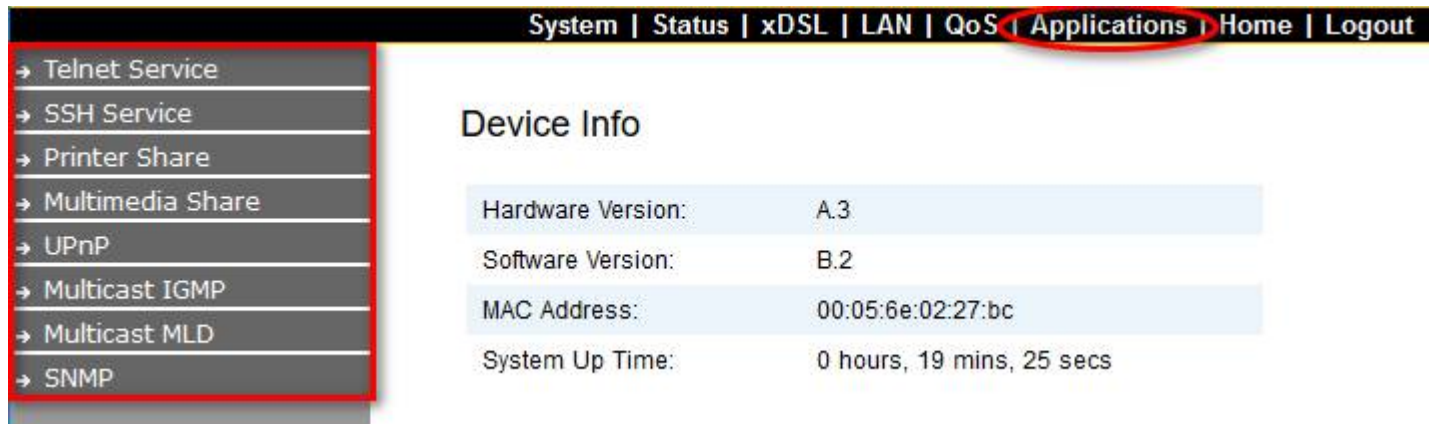 System | Status | xDSL | LAN | QoS | Applications | Home | Logout
Telnet Service
SSH Service
Printer Share
Multimedia Share
UPnP
Multicast IGMP
Multicast MLD
SNMP
Device Info
Hardware Version: A.3
Software Version: B.2
MAC Address: 00:05:6e:02:27:bc
System Up Time: 0 hours, 19 mins, 25 secs